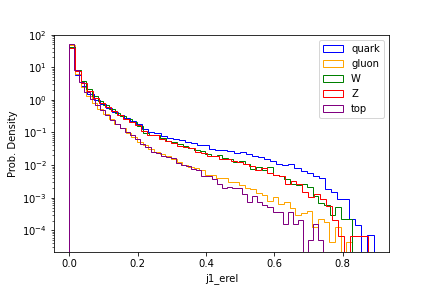 10²
10¹
10⁰
10⁻¹
10⁻²
10⁻³
10⁻⁴
Prob. Density
quark
gluon
W
Z
top
0.0 0.2 0.4 0.6 0.8
j1_erel